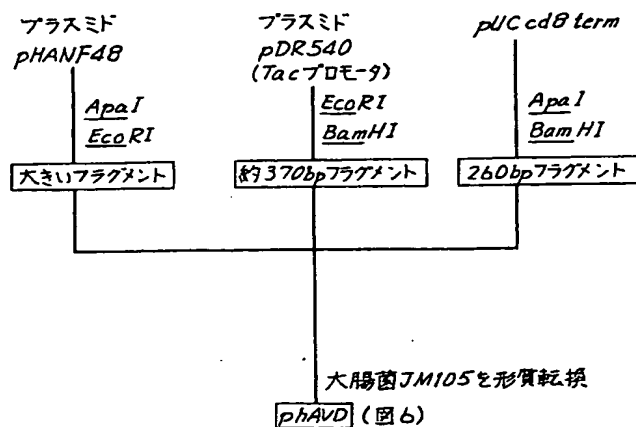 プラスミド
pHANF48
ApaI
EcoRI
大きいフラグメント
プラスミド
pDR540
(Tacプロモータ)
EcoRI
BamHI
約370bpフラグメント
pUC cd8 term
ApaI
BamHI
260bpフラグメント
大腸菌JM105を形質転換
phAVD (図6)